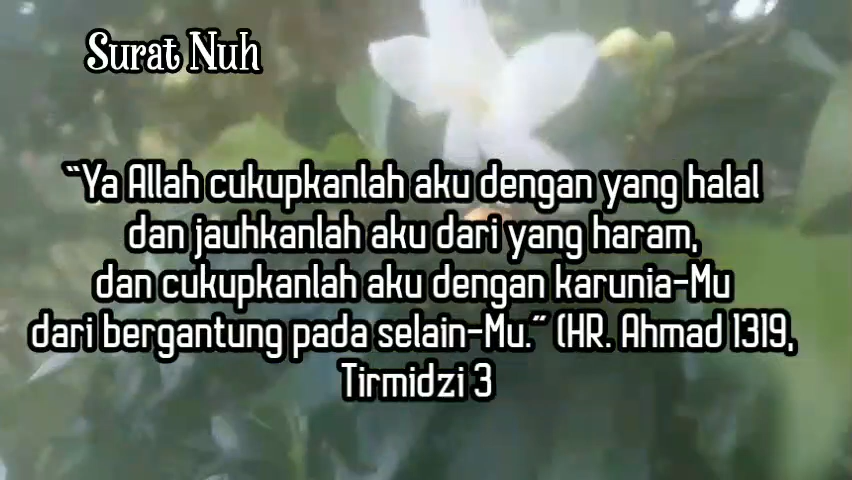 Surat Nuh
“Ya Allah cukupkanlah aku dengan yang halal
dan jauhkanlah aku dari yang haram,
dan cukupkanlah aku dengan karunia-Mu
dari bergantung pada selain-Mu.” (HR. Ahmad 1319,
Tirmidzi 3